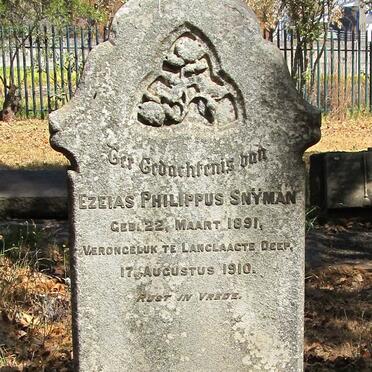 Ter Gedachtenis van
EZEIAS PHILIPPUS SNŸMAN
GEB. 22, MAART 1891,
VERONGELUK TE LANGLAAGTE DEEP,
17, AUGUSTUS 1910.
RUST IN VREDE.